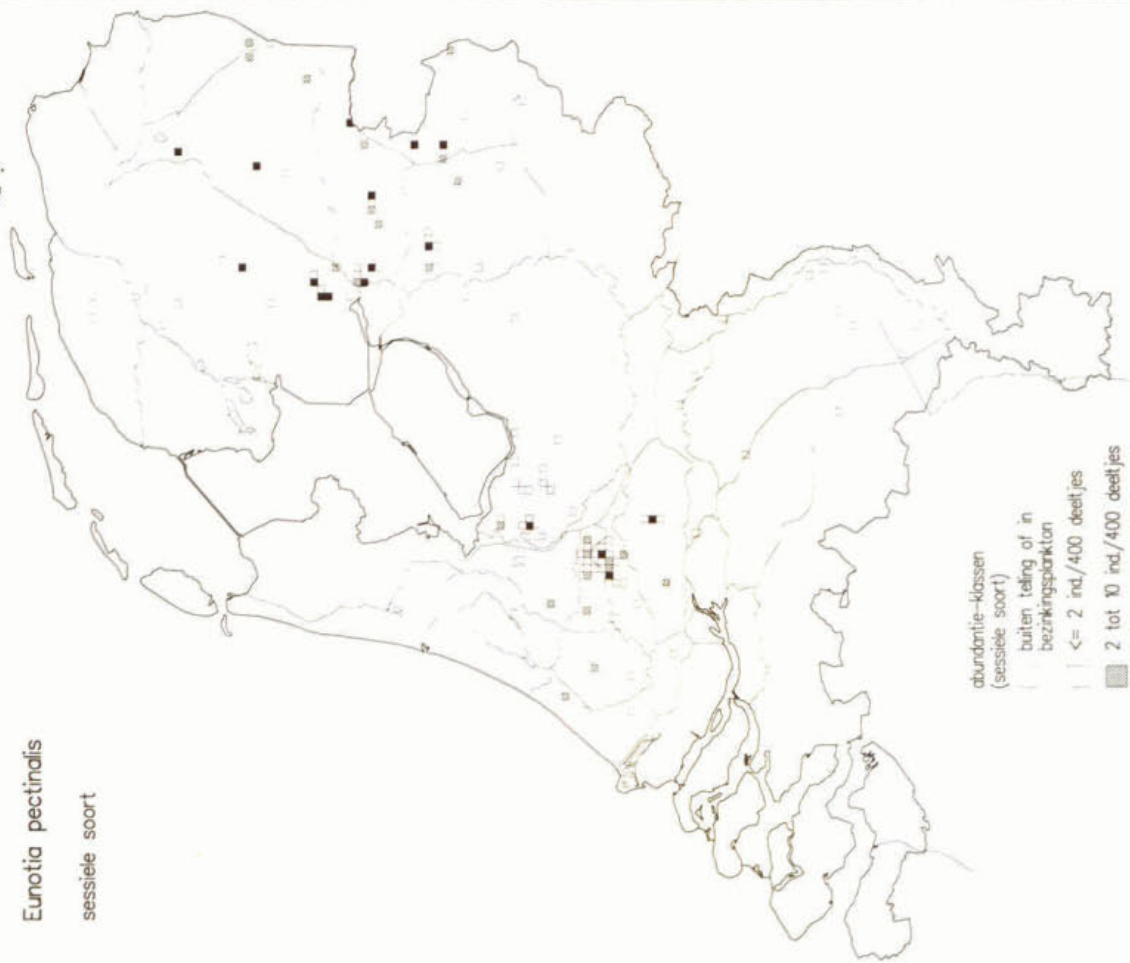 Eunotia pectinalis
sessiele soort
abundantie-klassen
(sessiele soort)
buiten telling of in
bezinkingsplankton
<= 2 ind./400 deeltjes
2 tot 10 ind./400 deeltjes